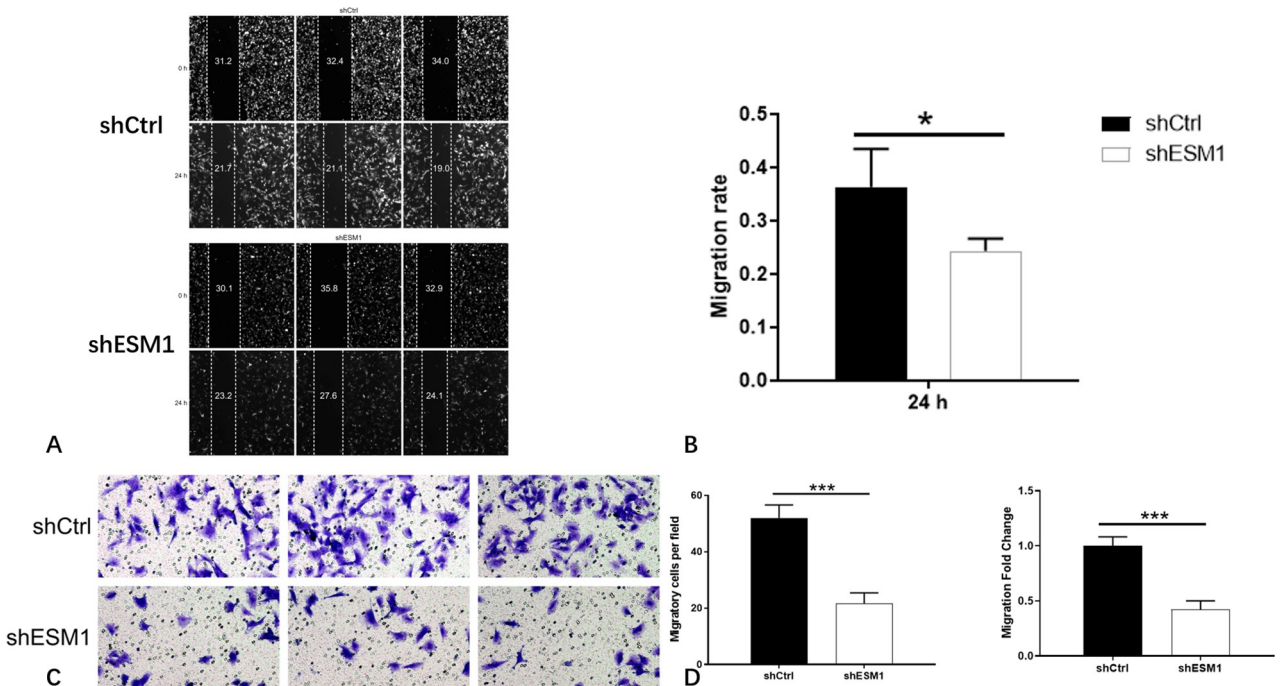 shCtrl
0 h
31.2 32.4 34.0
shCtrl
24 h
21.7 21.1 19.0
shESM1
0 h
30.1 35.8 32.9
shESM1
24 h
23.2 27.6 24.1
A
0.5
0.4
0.3
0.2
0.1
0.0
Migration rate
*
24 h
shCtrl
shESM1
B
shCtrl
shESM1
C
60
40
20
0
Migratory cells per field
***
shCtrl shESM1
D
1.5
1.0
0.5
0.0
Migration Fold Change
***
shCtrl shESM1